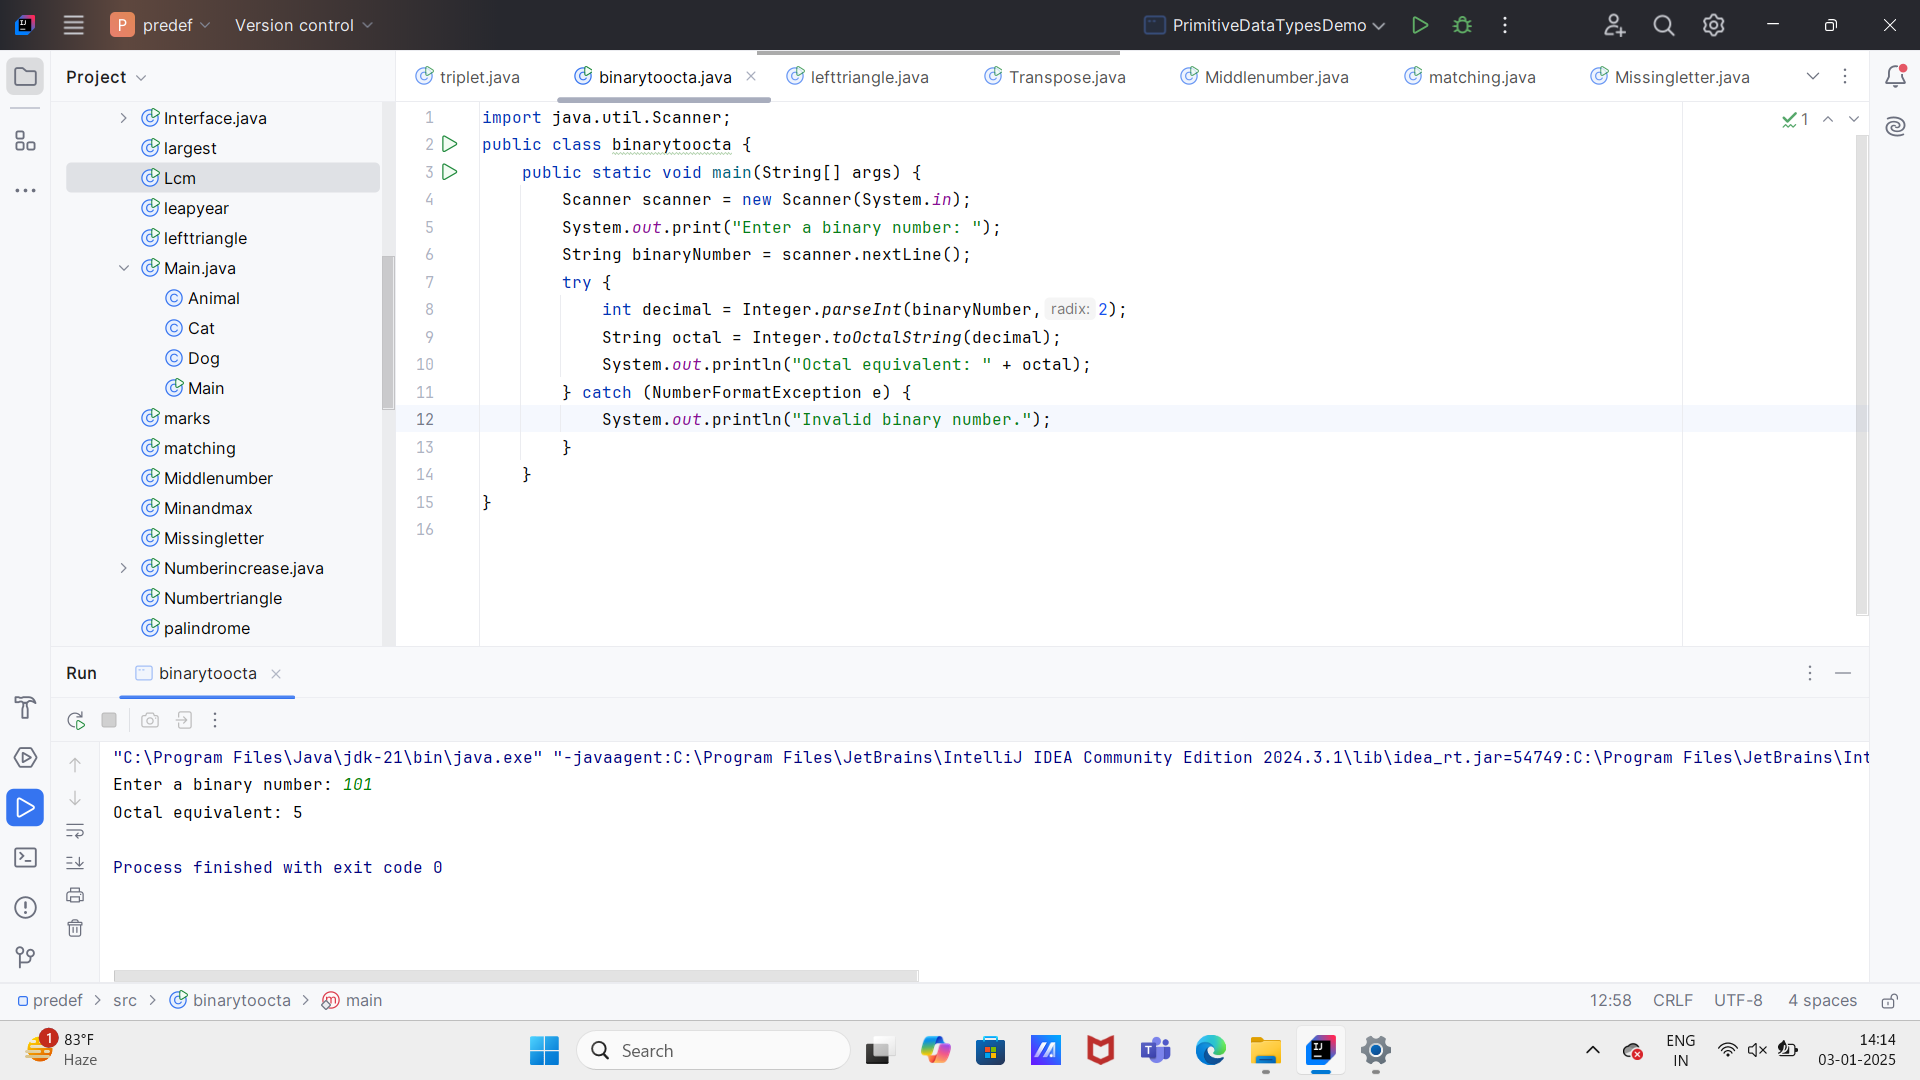 P predef Version control PrimitiveDataTypesDemo
Project
triplet.java binarytoocta.java lefttriangle.java Transpose.java Middlenumber.java matching.java Missingletter.java
Interface.java
largest
Lcm
leapyear
lefttriangle
Main.java
Animal
Cat
Dog
Main
marks
matching
Middlenumber
Minandmax
Missingletter
Numberincrease.java
Numbertriangle
palindrome
1 import java.util.Scanner;
2 public class binarytoocta {
3 public static void main(String[] args) {
4 Scanner scanner = new Scanner(System.in);
5 System.out.print("Enter a binary number: ");
6 String binaryNumber = scanner.nextLine();
7 try {
8 int decimal = Integer.parseInt(binaryNumber, radix: 2);
9 String octal = Integer.toOctalString(decimal);
10 System.out.println("Octal equivalent: " + octal);
11 } catch (NumberFormatException e) {
12 System.out.println("Invalid binary number.");
13 }
14 }
15 }
16
1
Run binarytoocta
"C:\Program Files\Java\jdk-21\bin\java.exe" "-javaagent:C:\Program Files\JetBrains\IntelliJ IDEA Community Edition 2024.3.1\lib\idea_rt.jar=54749:C:\Program Files\JetBrains\Int
Enter a binary number: 101
Octal equivalent: 5
Process finished with exit code 0
predef > src > binarytoocta > main 12:58 CRLF UTF-8 4 spaces
1 83°F
Haze
Search
ENG
IN
14:14
03-01-2025